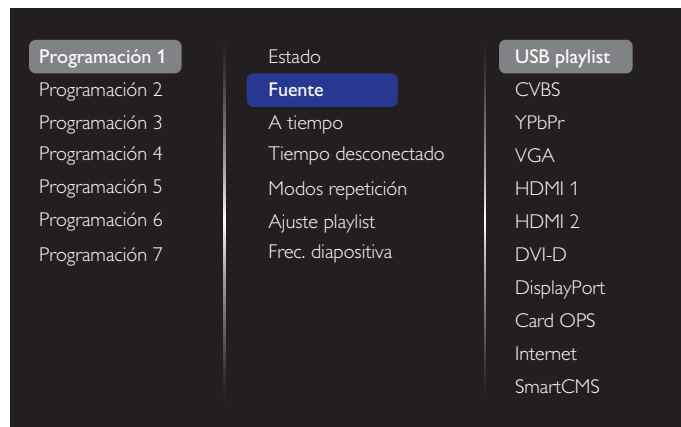 Programación 1
Programación 2
Programación 3
Programación 4
Programación 5
Programación 6
Programación 7
Estado
Fuente
A tiempo
Tiempo desconectado
Modos repetición
Ajuste playlist
Frec. diapositiva
USB playlist
CVBS
YPbPr
VGA
HDMI 1
HDMI 2
DVI-D
DisplayPort
Card OPS
Internet
SmartCMS